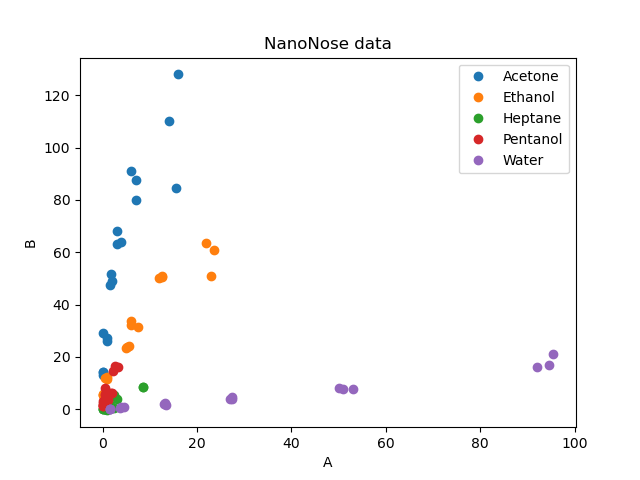 NanoNose data
Acetone
Ethanol
Heptane
Pentanol
Water
120
100
80
60
40
20
0
B
0 20 40 60 80 100
A